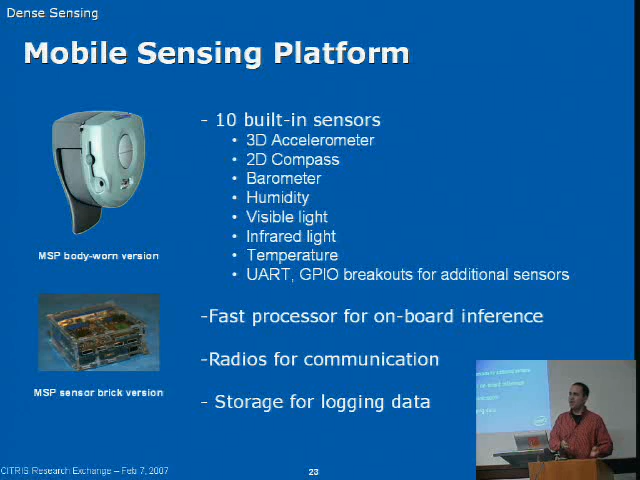 Dense Sensing
Mobile Sensing Platform
- 10 built-in sensors
• 3D Accelerometer
• 2D Compass
• Barometer
• Humidity
• Visible light
• Infrared light
• Temperature
• UART, GPIO breakouts for additional sensors
MSP body-worn version
-Fast processor for on-board inference
-Radios for communication
MSP sensor brick version
- Storage for logging data
CITRIS Research Exchange – Feb 7, 2007
23